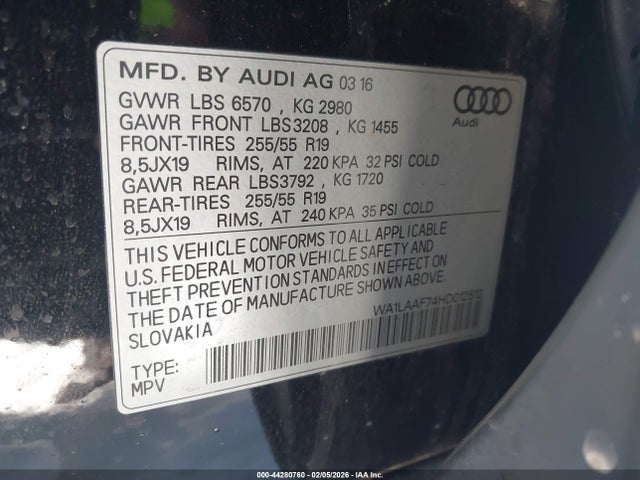 MFD. BY AUDI AG 03 16
GVWR LBS 6570 , KG 2980
GAWR FRONT LBS3208 , KG 1455
FRONT-TIRES 255/55 R19
8,5JX19 RIMS, AT 220 KPA 32 PSI COLD
GAWR REAR LBS3792 , KG 1720
REAR-TIRES 255/55 R19
8,5JX19 RIMS, AT 240 KPA 35 PSI COLD
THIS VEHICLE CONFORMS TO ALL APPLICABLE
U.S. FEDERAL MOTOR VEHICLE SAFETY AND
THEFT PREVENTION STANDARDS IN EFFECT ON
THE DATE OF MANUFACTURE SHOWN ABOVE.
SLOVAKIA
WA1LAAF74HD012612
TYPE:
MPV
Audi
000-44280760 - 02/05/2026 - IAAI.COM